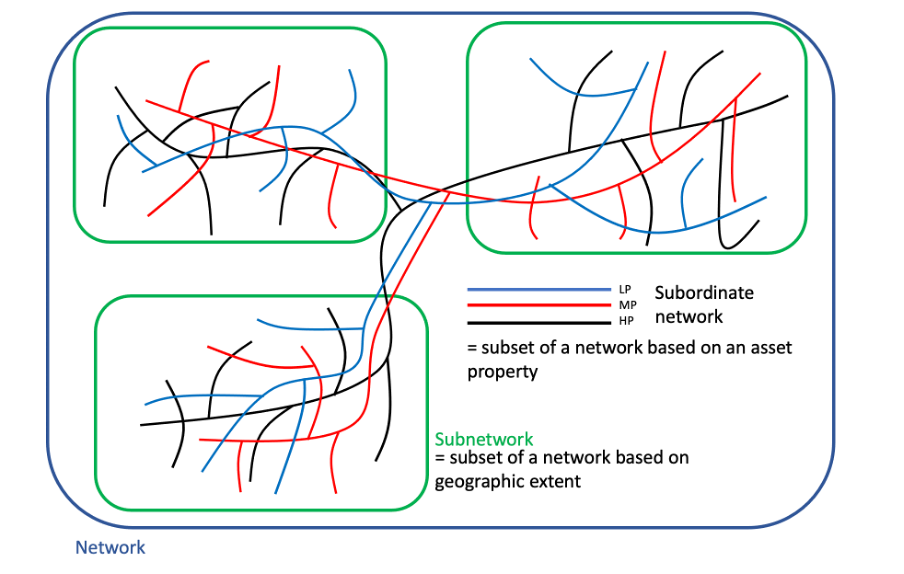 LP
MP
HP
Subordinate
network
= subset of a network based on an asset
property
Subnetwork
= subset of a network based on
geographic extent
Network